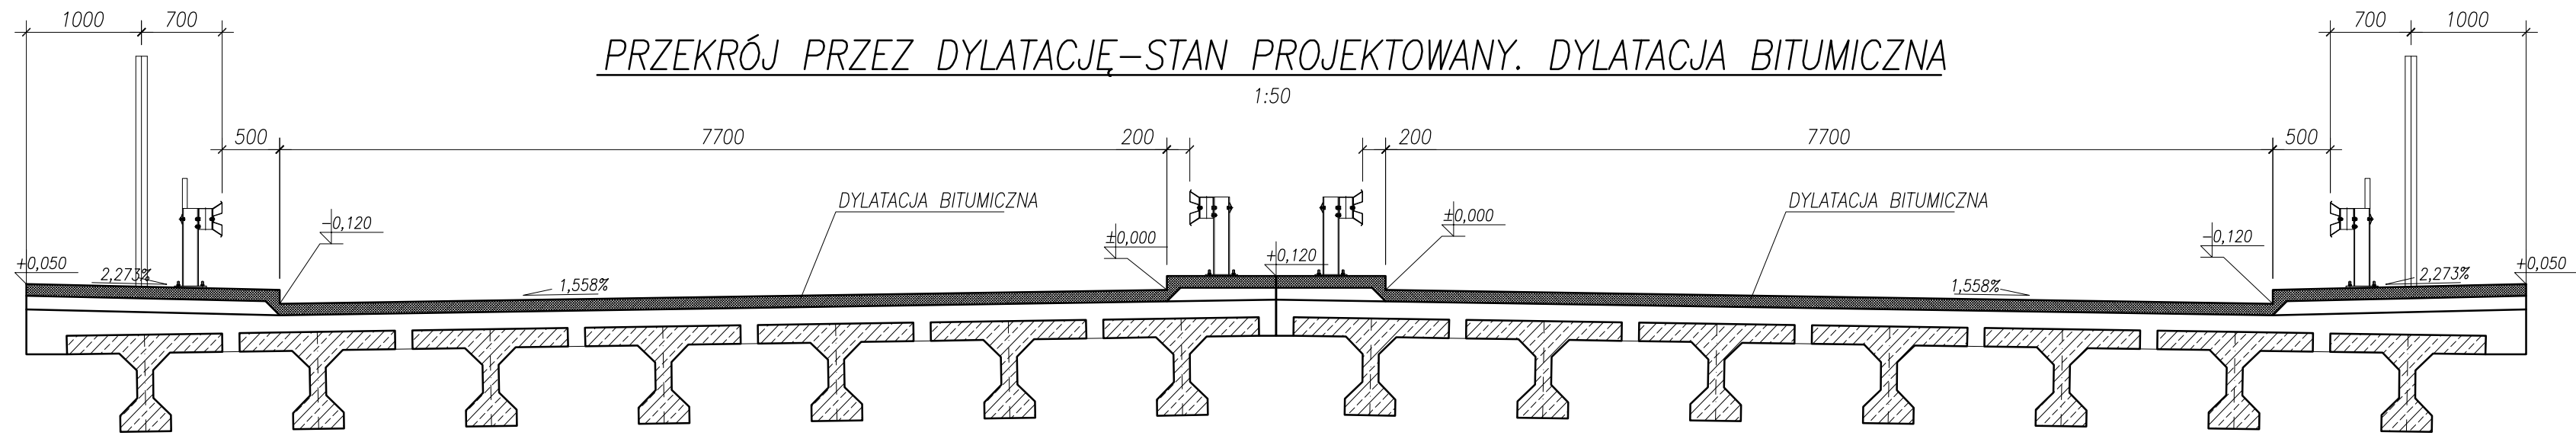 1000 700 700 1000
PRZEKRÓJ PRZEZ DYLATACJĘ-STAN PROJEKTOWANY. DYLATACJA BITUMICZNA
1:50
500 7700 200 200 7700 500
DYLATACJA BITUMICZNA DYLATACJA BITUMICZNA
-0,120 ±0,000 ±0,000 -0,120
+0,050 +0,120 +0,050
2,273% 1,558% 1,558% 2,273%